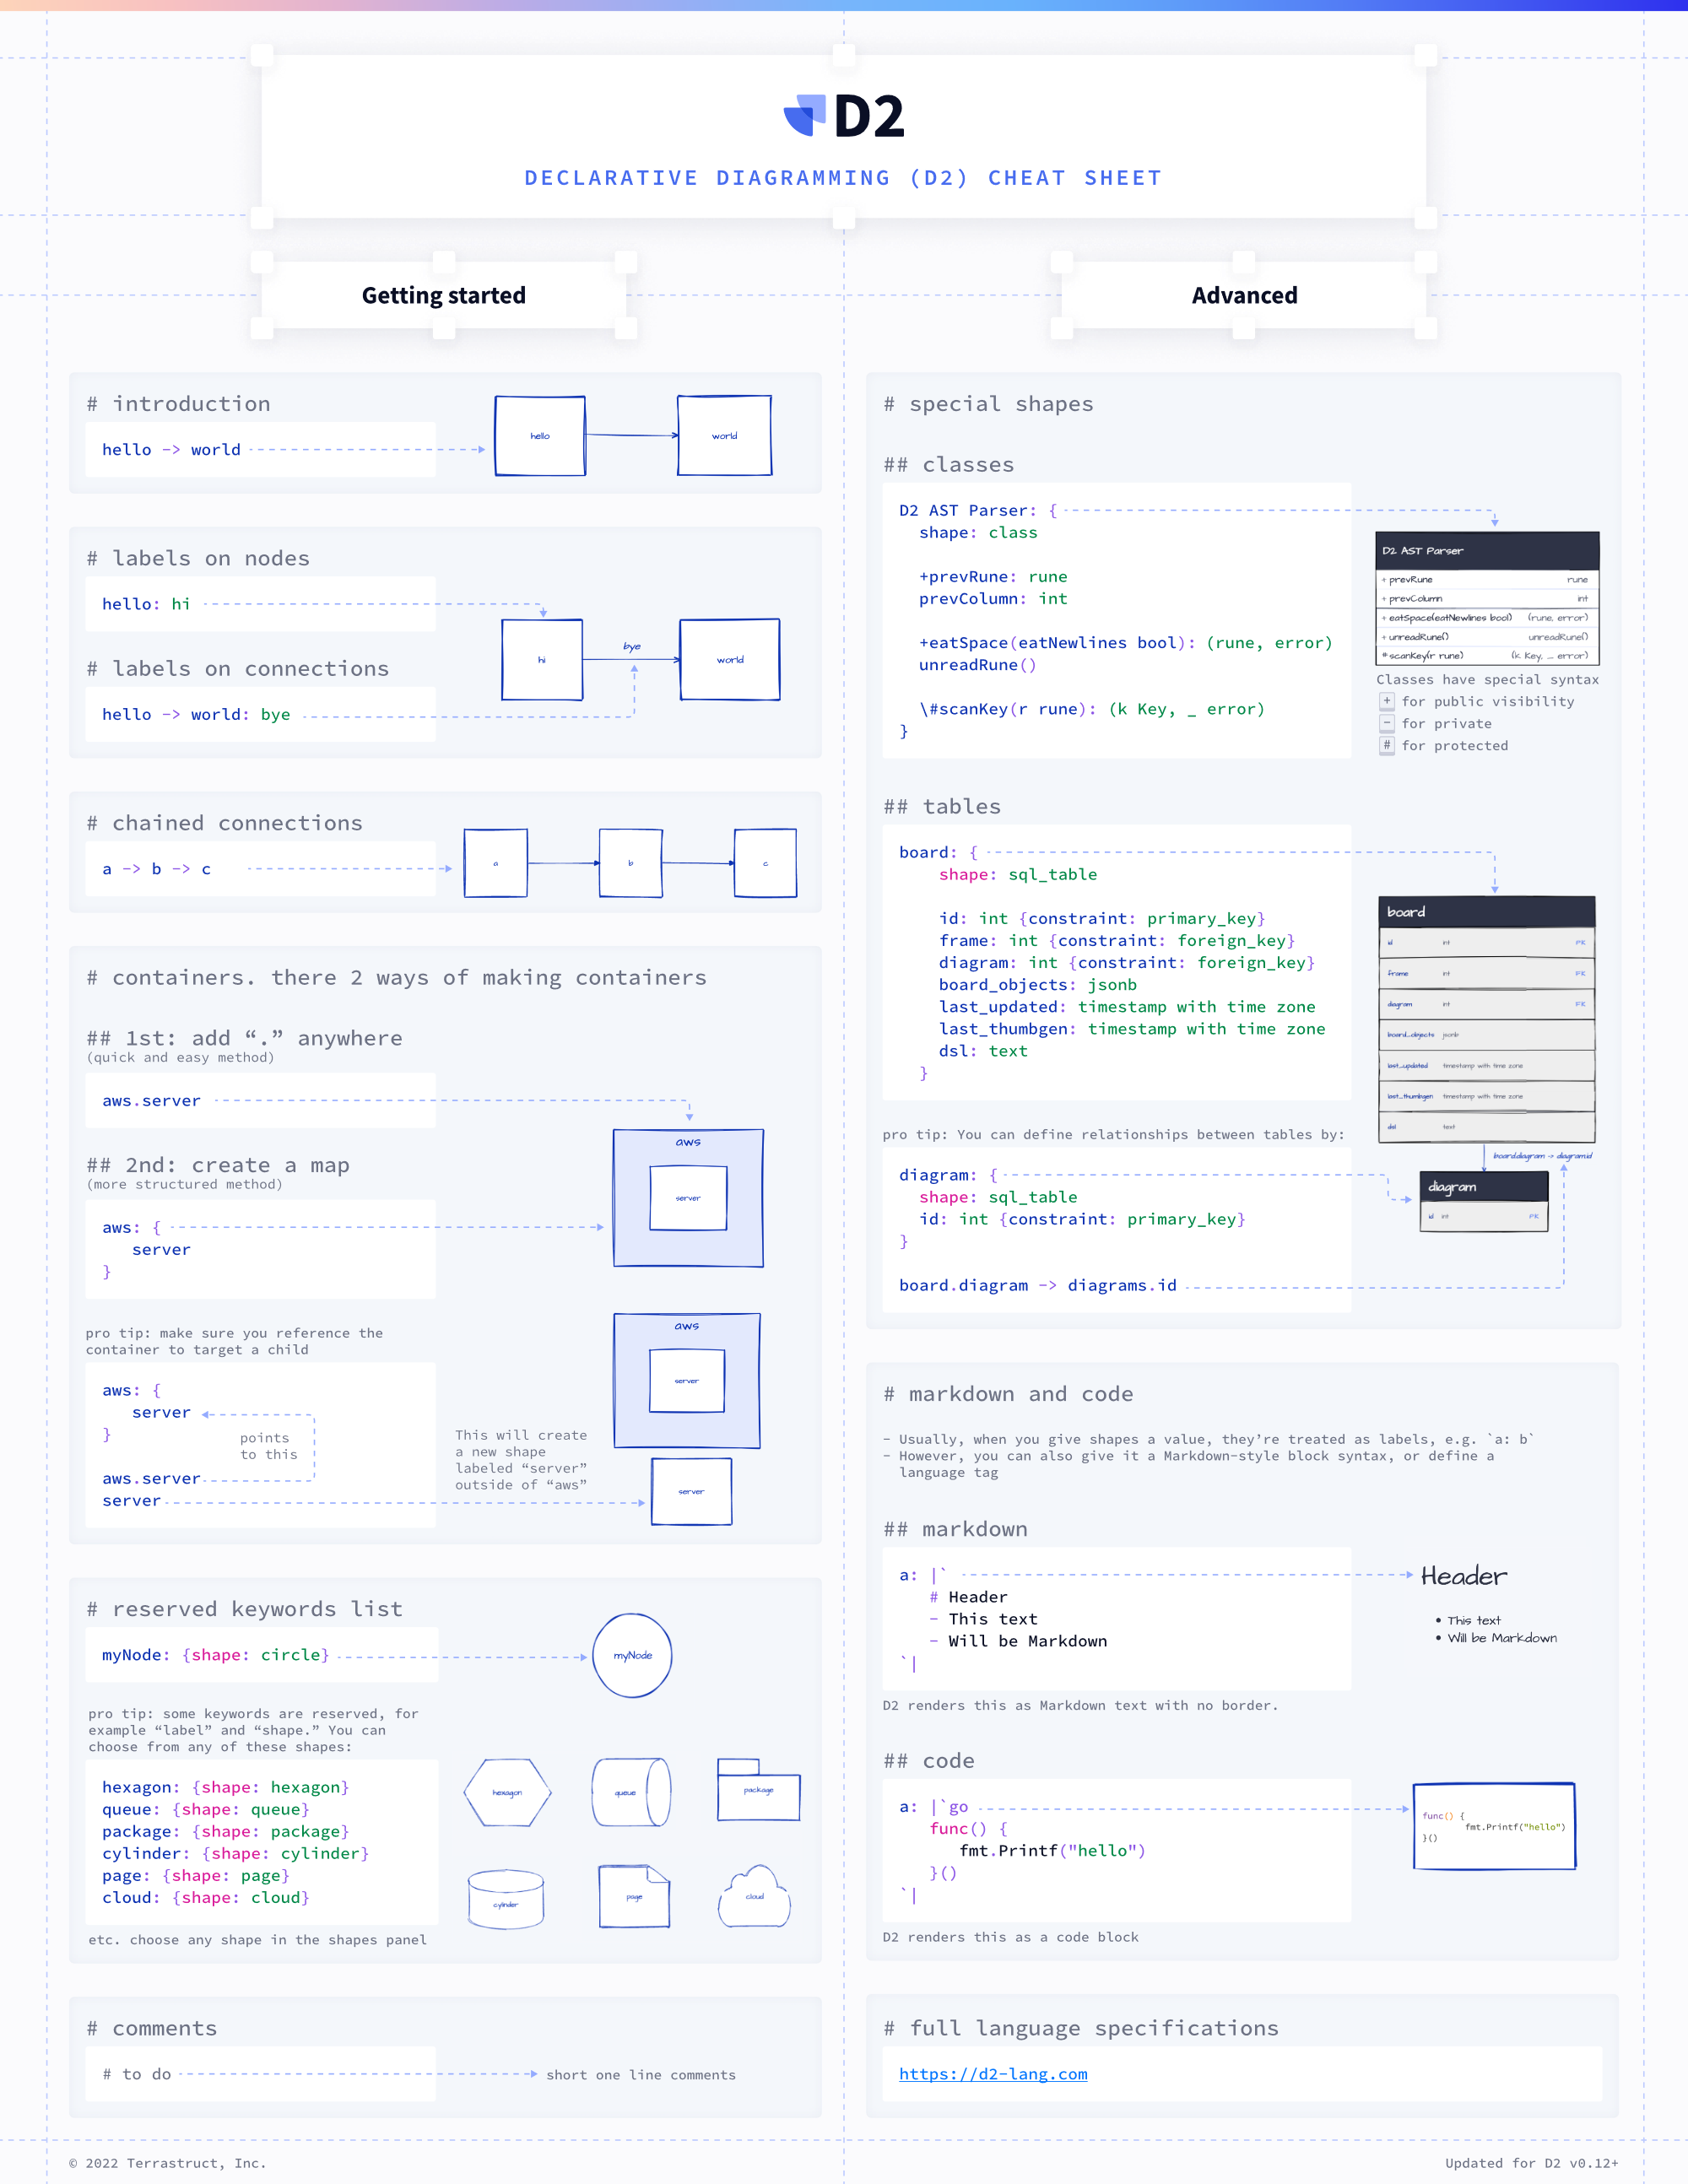 D2
DECLARATIVE DIAGRAMMING (D2) CHEAT SHEET
Getting started
# introduction
hello -> world
hello
world
# labels on nodes
hello: hi
# labels on connections
hello -> world: bye
hi
bye
world
# chained connections
a -> b -> c
a
b
c
# containers. there 2 ways of making containers
## 1st: add “.” anywhere
(quick and easy method)
aws.server
## 2nd: create a map
(more structured method)
aws: {
server
}
aws
server
pro tip: make sure you reference the
container to target a child
aws: {
server
}
points
to this
aws.server
server
This will create
a new shape
labeled “server”
outside of “aws”
aws
server
server
# reserved keywords list
myNode: {shape: circle}
myNode
pro tip: some keywords are reserved, for
example “label” and “shape.” You can
choose from any of these shapes:
hexagon: {shape: hexagon}
queue: {shape: queue}
package: {shape: package}
cylinder: {shape: cylinder}
page: {shape: page}
cloud: {shape: cloud}
hexagon
queue
package
cylinder
page
cloud
etc. choose any shape in the shapes panel
# comments
# to do
short one line comments
Advanced
# special shapes
## classes
D2 AST Parser: {
shape: class
+prevRune: rune
prevColumn: int
+eatSpace(eatNewlines bool): (rune, error)
unreadRune()
\#scanKey(r rune): (k Key, _ error)
}
D2 AST Parser
+ prevRune rune
+ prevColumn int
+ eatSpace(eatNewlines bool) (rune, error)
+ unreadRune() unreadRune()
# scanKey(r rune) (k Key, _ error)
Classes have special syntax
+ for public visibility
− for private
# for protected
## tables
board: {
shape: sql_table
id: int {constraint: primary_key}
frame: int {constraint: foreign_key}
diagram: int {constraint: foreign_key}
board_objects: jsonb
last_updated: timestamp with time zone
last_thumbgen: timestamp with time zone
dsl: text
}
board
id int PK
frame int FK
diagram int FK
board_objects jsonb
last_updated timestamp with time zone
last_thumbgen timestamp with time zone
dsl text
pro tip: You can define relationships between tables by:
diagram: {
shape: sql_table
id: int {constraint: primary_key}
}
board.diagram -> diagrams.id
board.diagram -> diagram.id
diagram
id int PK
# markdown and code
- Usually, when you give shapes a value, they’re treated as labels, e.g. `a: b`
- However, you can also give it a Markdown-style block syntax, or define a
language tag
## markdown
a: |`
# Header
- This text
- Will be Markdown
`|
Header
• This text
• Will be Markdown
D2 renders this as Markdown text with no border.
## code
a: |`go
func() {
fmt.Printf("hello")
}()
`|
func() {
fmt.Printf("hello")
}()
D2 renders this as a code block
# full language specifications
https://d2-lang.com
© 2022 Terrastruct, Inc.
Updated for D2 v0.12+